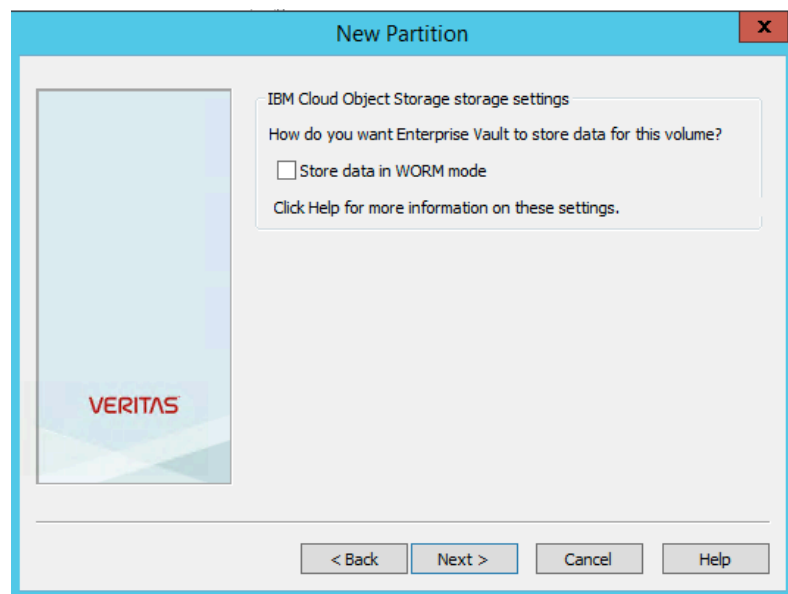 New Partition
x
IBM Cloud Object Storage storage settings
How do you want Enterprise Vault to store data for this volume?
Store data in WORM mode
Click Help for more information on these settings.
VERITAS
< Back
Next >
Cancel
Help